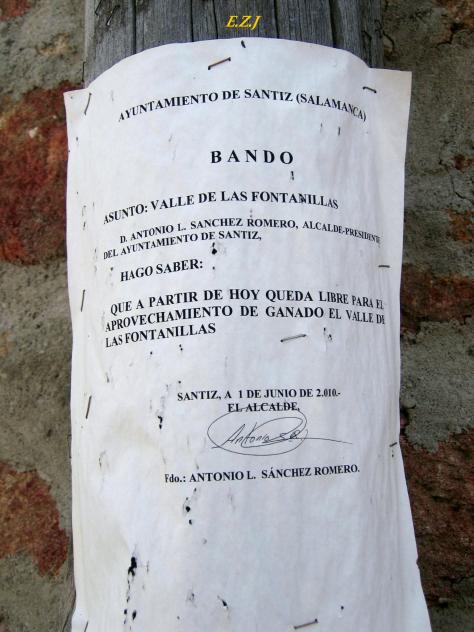 E.Z.J
AYUNTAMIENTO DE SANTIZ (SALAMANCA)
BANDO
ASUNTO: VALLE DE LAS FONTANILLAS
D. ANTONIO L. SANCHEZ ROMERO, ALCALDE-PRESIDENTE
DEL AYUNTAMIENTO DE SANTIZ,
HAGO SABER:
QUE A PARTIR DE HOY QUEDA LIBRE PARA EL
APROVECHAMIENTO DE GANADO EL VALLE DE
LAS FONTANILLAS
SANTIZ, A 1 DE JUNIO DE 2.010.-
EL ALCALDE,
Antonio
Fdo.: ANTONIO L. SÁNCHEZ ROMERO.